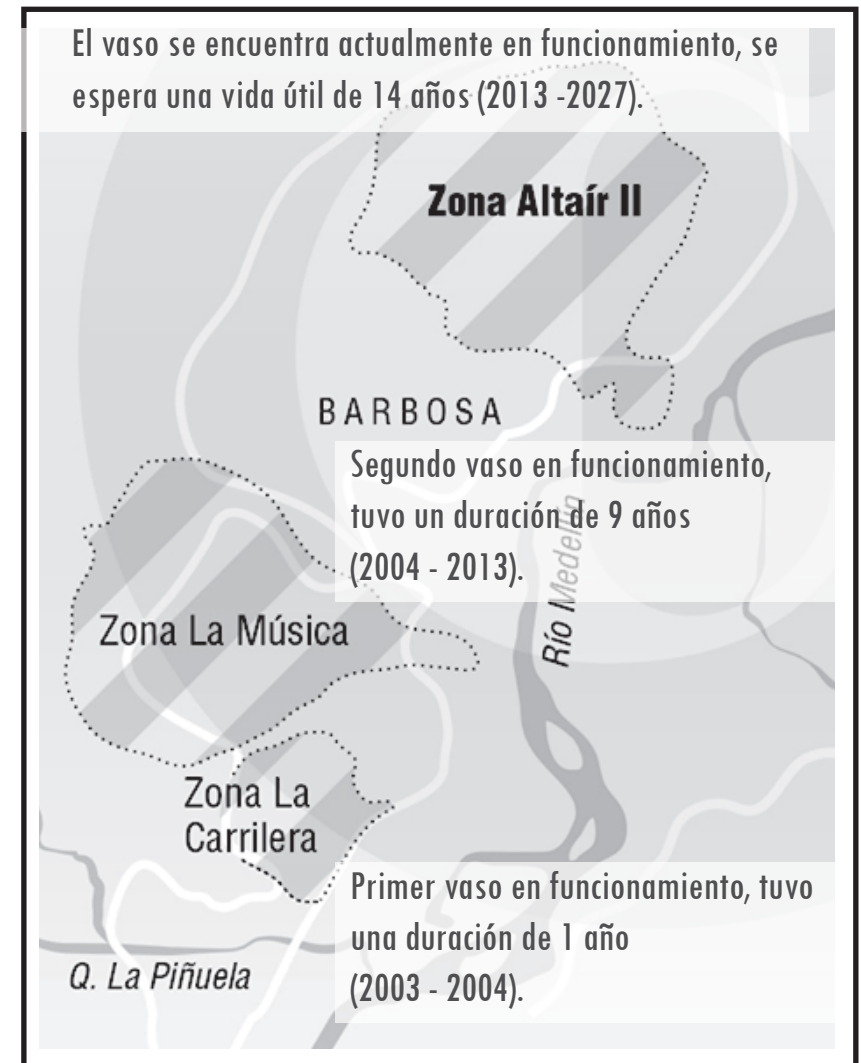 El vaso se encuentra actualmente en funcionamiento, se
espera una vida útil de 14 años (2013 -2027).
Zona Altaír II
BARBOSA
Segundo vaso en funcionamiento,
tuvo un duración de 9 años
(2004 - 2013).
Río Medellín
Zona La Música
Zona La
Carrilera
Primer vaso en funcionamiento, tuvo
una duración de 1 año
(2003 - 2004).
Q. La Piñuela